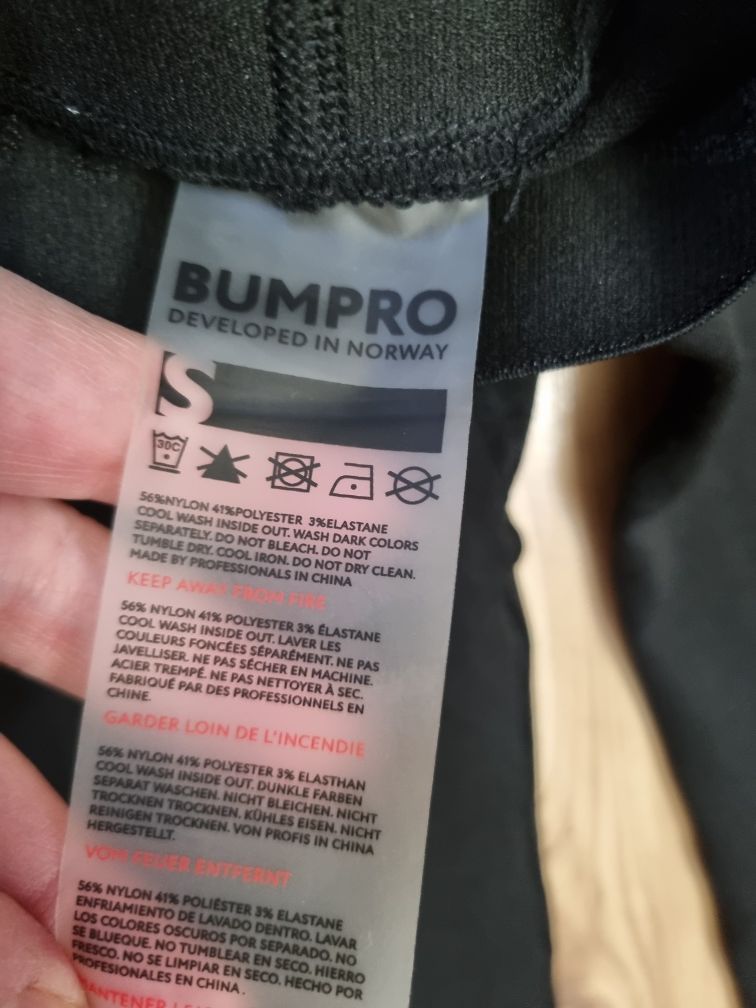 BUMPRO
DEVELOPED IN NORWAY
S
30C
56%NYLON 41%POLYESTER 3%ELASTANE
COOL WASH INSIDE OUT. WASH DARK COLORS
SEPARATELY. DO NOT BLEACH. DO NOT
TUMBLE DRY. COOL IRON. DO NOT DRY CLEAN.
MADE BY PROFESSIONALS IN CHINA
KEEP AWAY FROM FIRE
56% NYLON 41% POLYESTER 3% ÉLASTANE
COOL WASH INSIDE OUT. LAVER LES
COULEURS FONCÉES SÉPARÉMENT. NE PAS
JAVELLISER. NE PAS SÉCHER EN MACHINE.
ACIER TREMPÉ. NE PAS NETTOYER À SEC.
FABRIQUÉ PAR DES PROFESSIONNELS EN
CHINE.
GARDER LOIN DE L'INCENDIE
56% NYLON 41% POLYESTER 3% ELASTHAN
COOL WASH INSIDE OUT. DUNKLE FARBEN
SEPARAT WASCHEN. NICHT BLEICHEN. NICHT
TROCKNEN TROCKNEN. KÜHLES EISEN. NICHT
REINIGEN TROCKNEN. VON PROFIS IN CHINA
HERGESTELLT.
VOM FEUER ENTFERNT
56% NYLON 41% POLIÉSTER 3% ELASTANE
ENFRIAMIENTO DE LAVADO DENTRO. LAVAR
LOS COLORES OSCUROS POR SEPARADO. NO
SE BLUEQUE. NO TUMBLEAR EN SECO. HIERRO
FRESCO. NO SE LIMPIAR EN SECO. HECHO POR
PROFESIONALES EN CHINA.